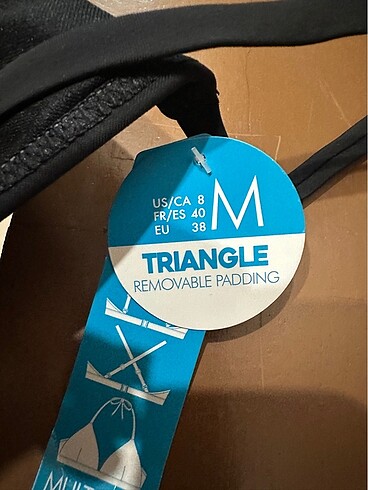 US/CA 8
FR/ES 40
EU 38
M
TRIANGLE
REMOVABLE PADDING